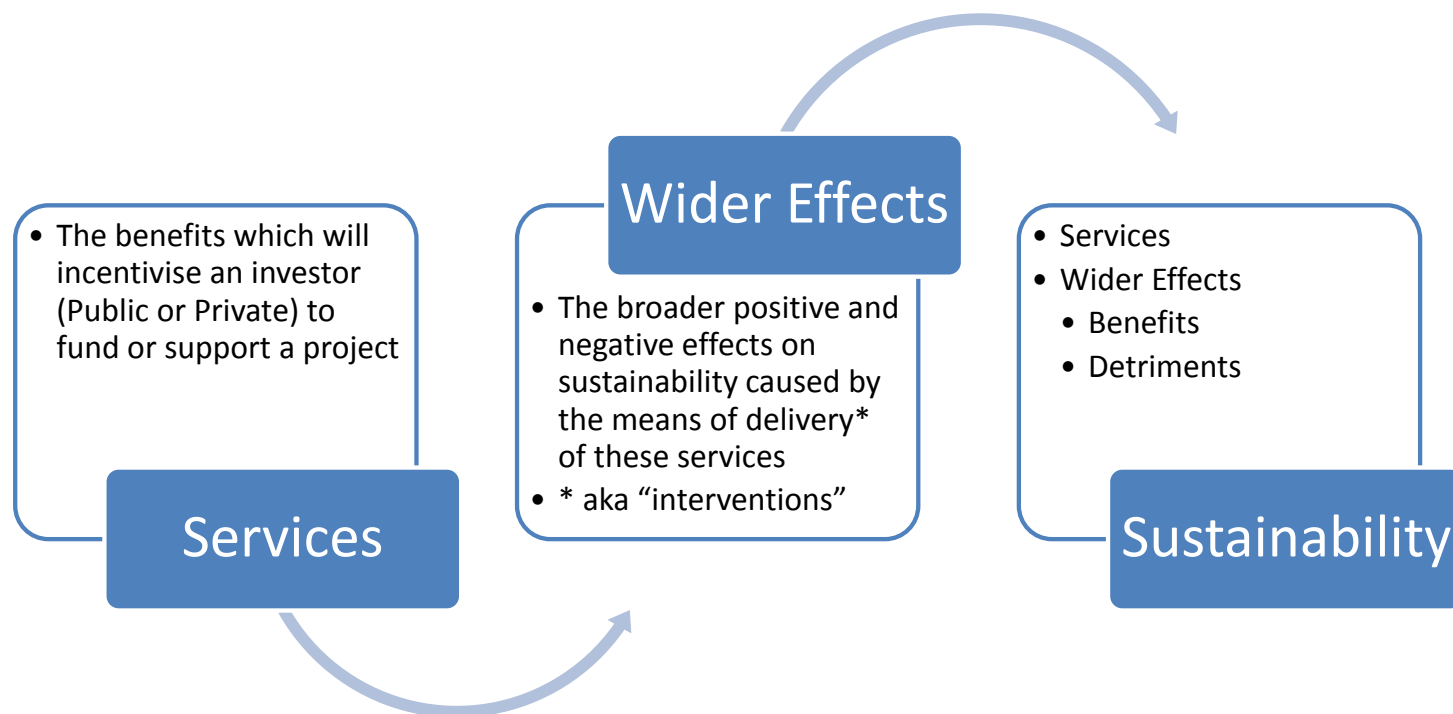 • The benefits which will
incentivise an investor
(Public or Private) to
fund or support a project
Services
Wider Effects
• The broader positive and
negative effects on
sustainability caused by
the means of delivery*
of these services
• * aka “interventions”
• Services
• Wider Effects
• Benefits
• Detriments
Sustainability